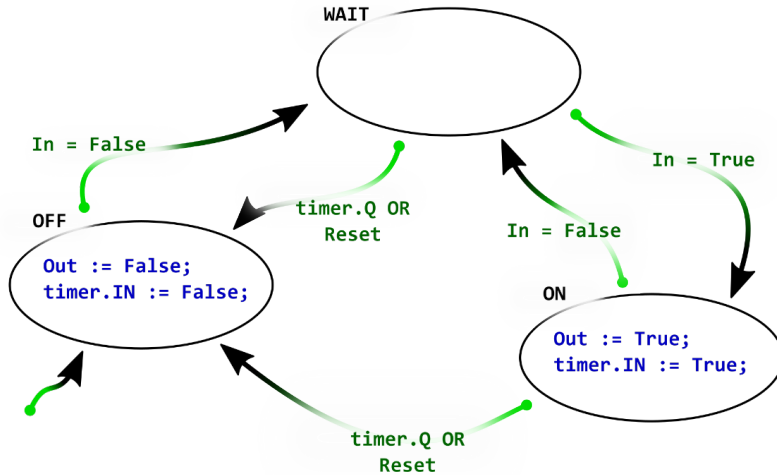 WAIT
In = False
In = True
timer.Q OR
Reset
In = False
OFF
Out := False;
timer.IN := False;
ON
Out := True;
timer.IN := True;
timer.Q OR
Reset